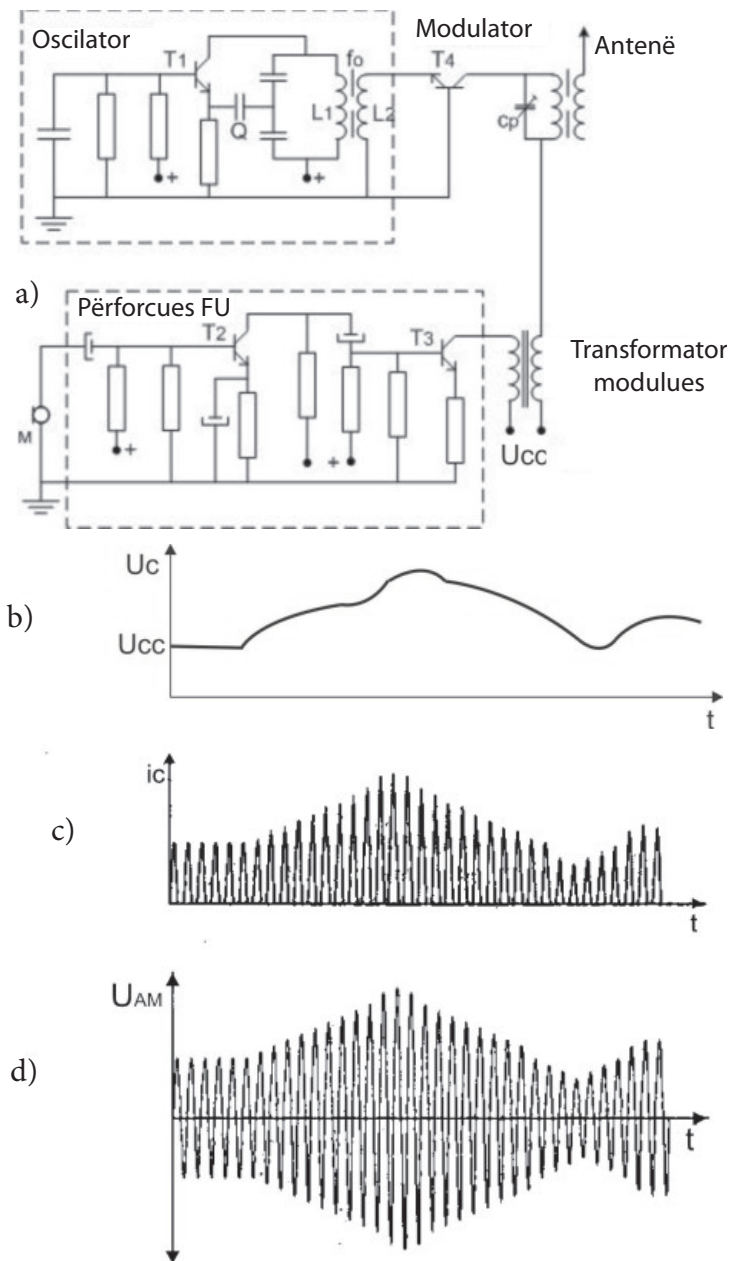 Oscilator
Modulator
Antenë
T1
fo
T4
L1
L2
Q
cp
+
+
a)
Përforcues FU
T2
T3
Transformator
modulues
M
+
+
Ucc
b)
Uc
Ucc
t
c)
ic
t
d)
UAM
t